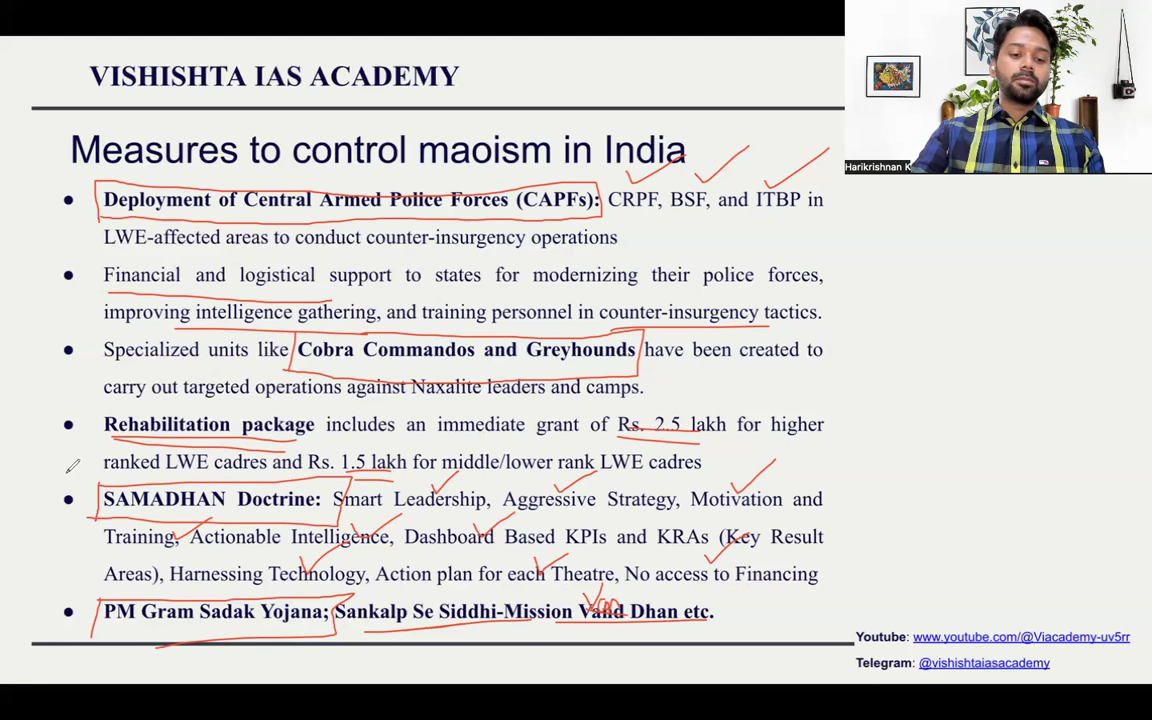 VISHISHTA IAS ACADEMY
Measures to control maoism in India
● Deployment of Central Armed Police Forces (CAPFs): CRPF, BSF, and ITBP in
LWE-affected areas to conduct counter-insurgency operations
● Financial and logistical support to states for modernizing their police forces,
improving intelligence gathering, and training personnel in counter-insurgency tactics.
● Specialized units like Cobra Commandos and Greyhounds have been created to
carry out targeted operations against Naxalite leaders and camps.
● Rehabilitation package includes an immediate grant of Rs. 2.5 lakh for higher
ranked LWE cadres and Rs. 1.5 lakh for middle/lower rank LWE cadres
● SAMADHAN Doctrine: Smart Leadership, Aggressive Strategy, Motivation and
Training, Actionable Intelligence, Dashboard Based KPIs and KRAs (Key Result
Areas), Harnessing Technology, Action plan for each Theatre, No access to Financing
Van
● PM Gram Sadak Yojana; Sankalp Se Siddhi-Mission Vand Dhan etc.
Harikrishnan K
Youtube: www.youtube.com/@Viacademy-uv5rr
Telegram: @vishishtaiasacademy